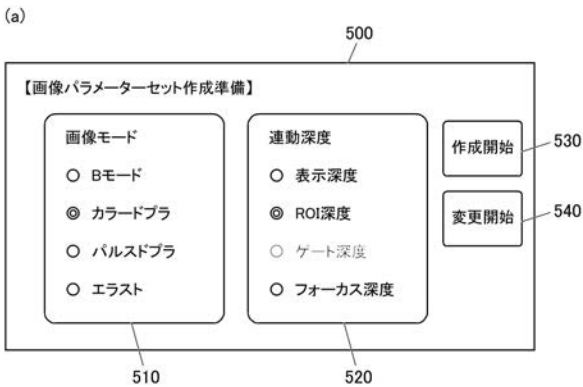 (a)
500
【画像パラメーターセット作成準備】
画像モード
Bモード
カラードプラ
パルスドプラ
エラスト
連動深度
表示深度
ROI深度
ゲート深度
フォーカス深度
作成開始
530
変更開始
540
510
520